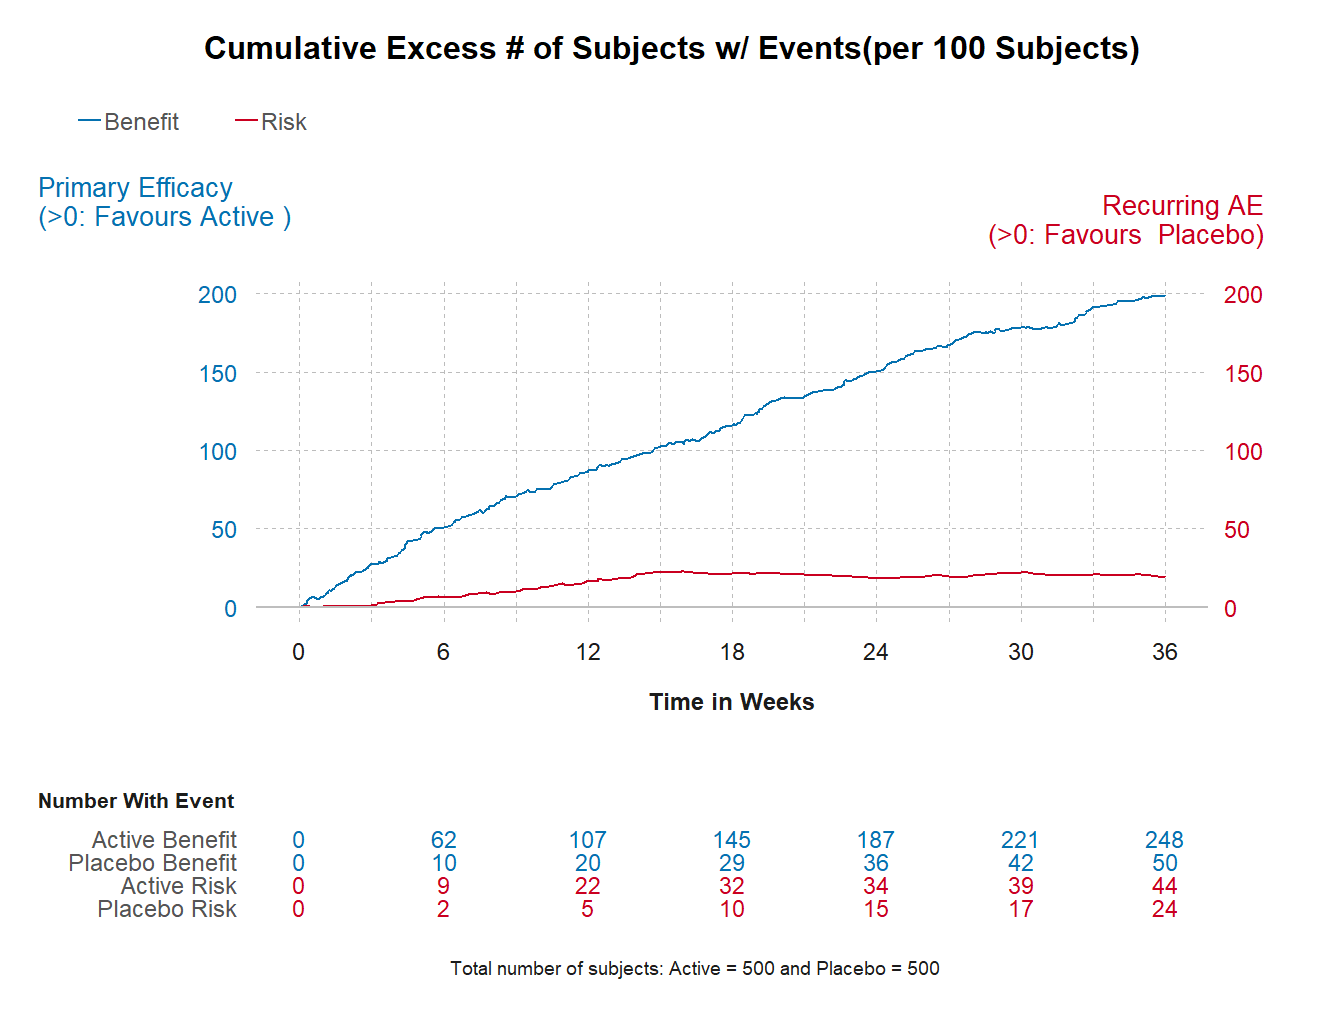 Cumulative Excess # of Subjects w/ Events(per 100 Subjects)
Benefit Risk
Primary Efficacy
(>0: Favours Active )
Recurring AE
(>0: Favours  Placebo)
200 200
150 150
100 100
50 50
0 0
0 6 12 18 24 30 36
Time in Weeks
Number With Event
Active Benefit 0 62 107 145 187 221 248
Placebo Benefit 0 10 20 29 36 42 50
Active Risk 0 9 22 32 34 39 44
Placebo Risk 0 2 5 10 15 17 24
Total number of subjects: Active = 500 and Placebo = 500